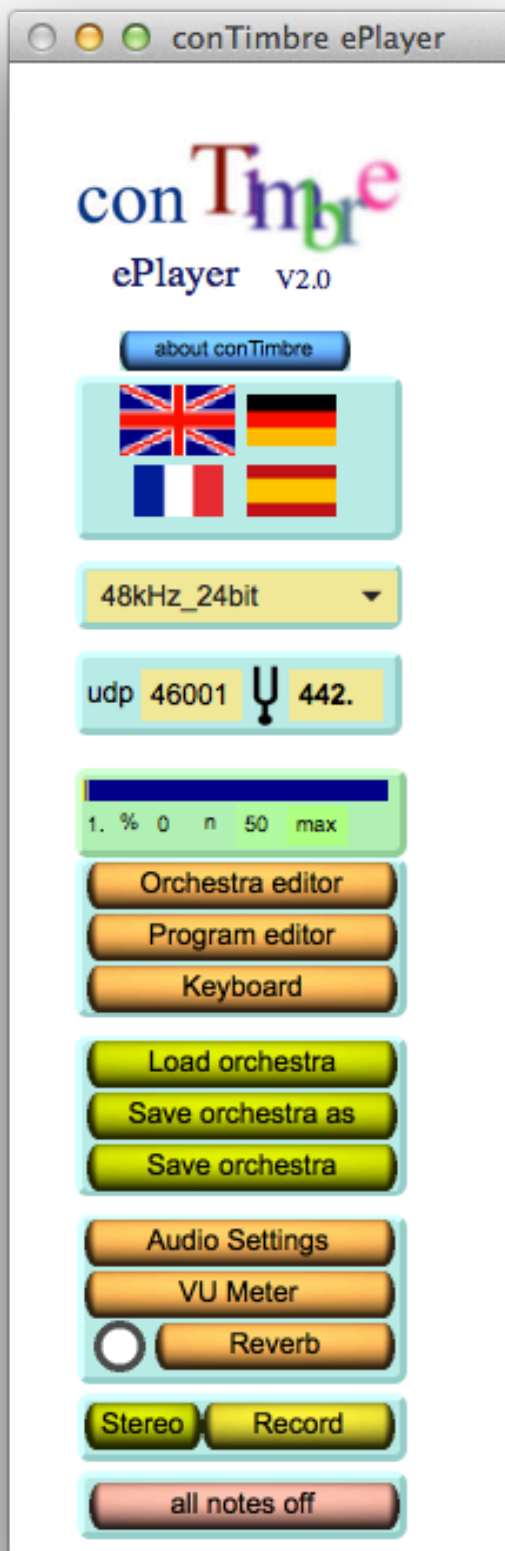 conTimbre ePlayer
conTimbre
ePlayer V2.0
about conTimbre
48kHz_24bit
udp 46001 442.
1. % 0 n 50 max
Orchestra editor
Program editor
Keyboard
Load orchestra
Save orchestra as
Save orchestra
Audio Settings
VU Meter
Reverb
Stereo Record
all notes off